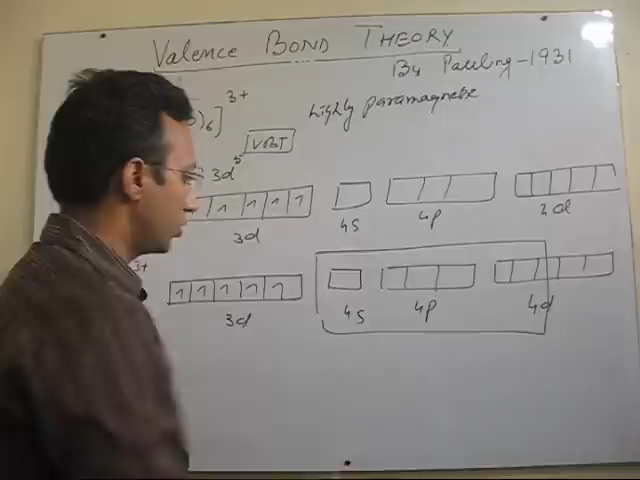 VALENCE BOND THEORY
By Pauling-1931
)6]3+ highly paramagnetic
VBT
3d5
3d 4s 4p
3+
3d 4s 4p 4d